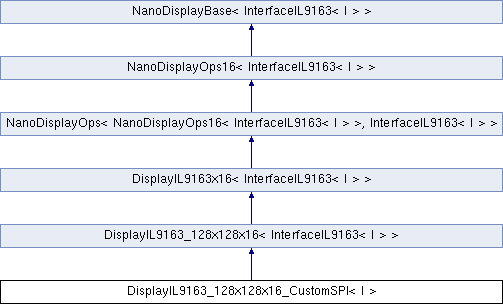 NanoDisplayBase< InterfaceIL9163< I > >
NanoDisplayOps16< InterfaceIL9163< I > >
NanoDisplayOps< NanoDisplayOps16< InterfaceIL9163< I > >, InterfaceIL9163< I > >
DisplayIL9163x16< InterfaceIL9163< I > >
DisplayIL9163_128x128x16< InterfaceIL9163< I > >
DisplayIL9163_128x128x16_CustomSPI< I >